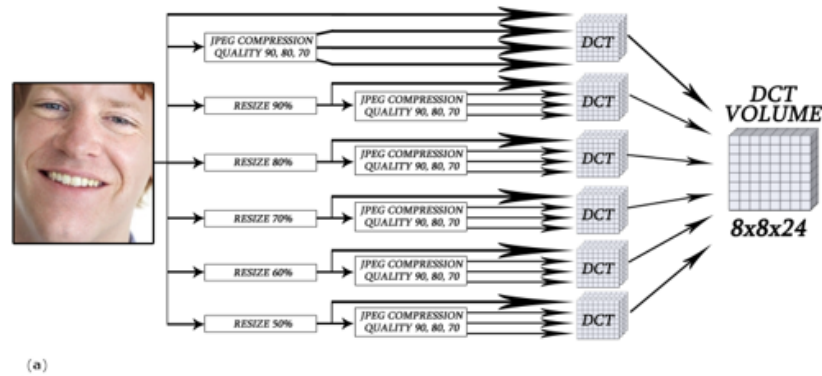 JPEG COMPRESSION
QUALITY 90, 80, 70
DCT
RESIZE 90%
JPEG COMPRESSION
QUALITY 90, 80, 70
DCT
RESIZE 80%
JPEG COMPRESSION
QUALITY 90, 80, 70
DCT
RESIZE 70%
JPEG COMPRESSION
QUALITY 90, 80, 70
DCT
RESIZE 60%
JPEG COMPRESSION
QUALITY 90, 80, 70
DCT
RESIZE 50%
JPEG COMPRESSION
QUALITY 90, 80, 70
DCT
DCT
VOLUME
8x8x24
(a)